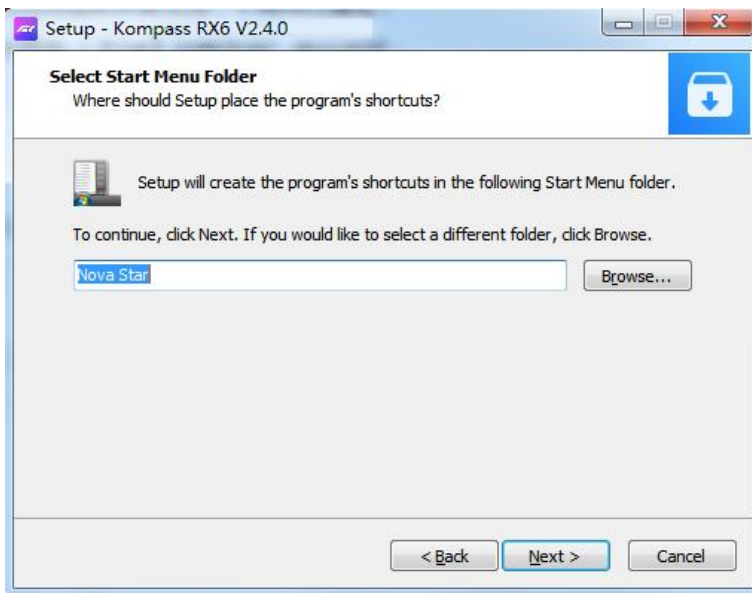 Setup - Kompass RX6 V2.4.0
Select Start Menu Folder
Where should Setup place the program's shortcuts?
Setup will create the program's shortcuts in the following Start Menu folder.
To continue, click Next. If you would like to select a different folder, click Browse.
Nova Star
Browse...
< Back
Next >
Cancel